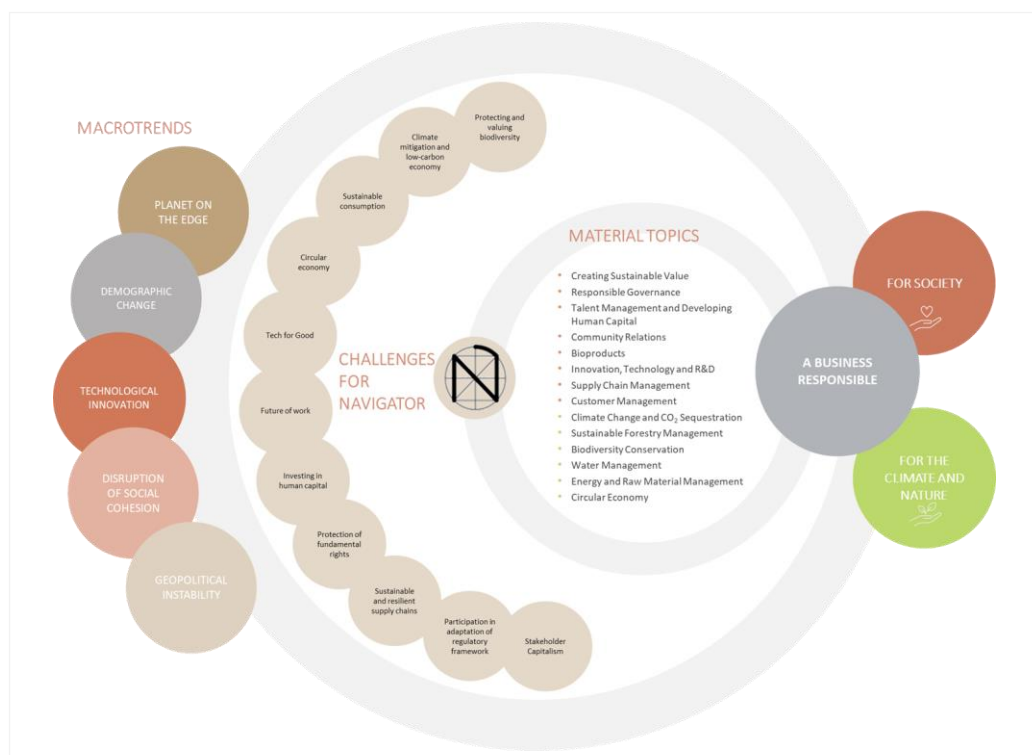 MACROTRENDS
PLANET ON
THE EDGE
DEMOGRAPHIC
CHANGE
TECHNOLOGICAL
INNOVATION
DISRUPTION
OF SOCIAL
COHESION
GEOPOLITICAL
INSTABILITY
Protecting and
valuing
biodiversity
Climate
mitigation and
low-carbon
economy
Sustainable
consumption
Circular
economy
Tech for Good
Future of work
Investing in
human capital
Protection of
fundamental
rights
Sustainable
and resilient
supply chains
Participation in
adaptation of
regulatory
framework
Stakeholder
Capitalism
CHALLENGES
FOR
NAVIGATOR
N
MATERIAL TOPICS
• Creating Sustainable Value
• Responsible Governance
• Talent Management and Developing
Human Capital
• Community Relations
• Bioproducts
• Innovation, Technology and R&D
• Supply Chain Management
• Customer Management
• Climate Change and CO₂ Sequestration
• Sustainable Forestry Management
• Biodiversity Conservation
• Water Management
• Energy and Raw Material Management
• Circular Economy
A BUSINESS
RESPONSIBLE
FOR SOCIETY
FOR THE
CLIMATE AND
NATURE